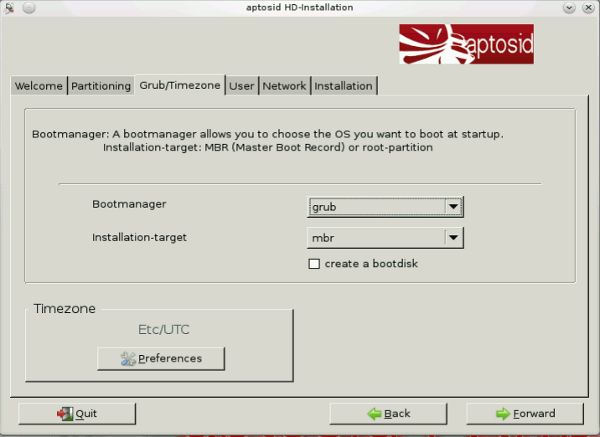 aptosid HD-Installation
aptosid
Welcome Partitioning Grub/Timezone User Network Installation
Bootmanager: A bootmanager allows you to choose the OS you want to boot at startup.
Installation-target: MBR (Master Boot Record) or root-partition
Bootmanager grub
Installation-target mbr
create a bootdisk
Timezone
Etc/UTC
Preferences
Quit Back Forward